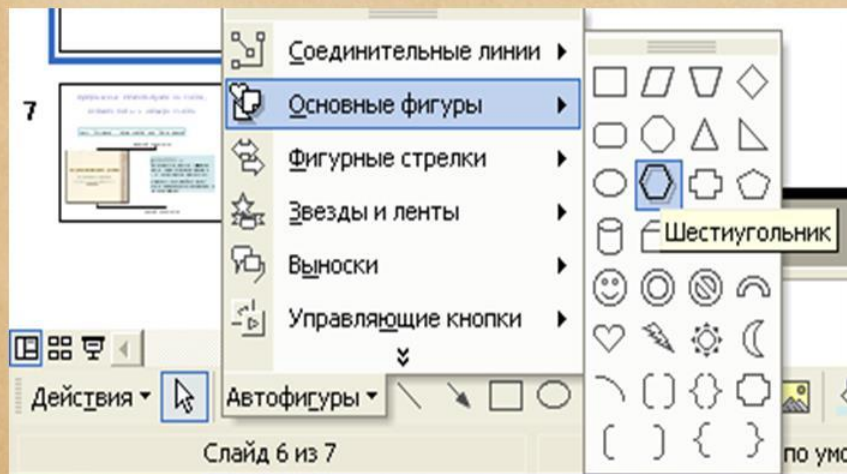 Соединительные линии
7
Основные фигуры
Фигурные стрелки
Звезды и ленты
Шестиугольник
Выноски
Управляющие кнопки
Действия
Автофигуры
Слайд 6 из 7
по умо